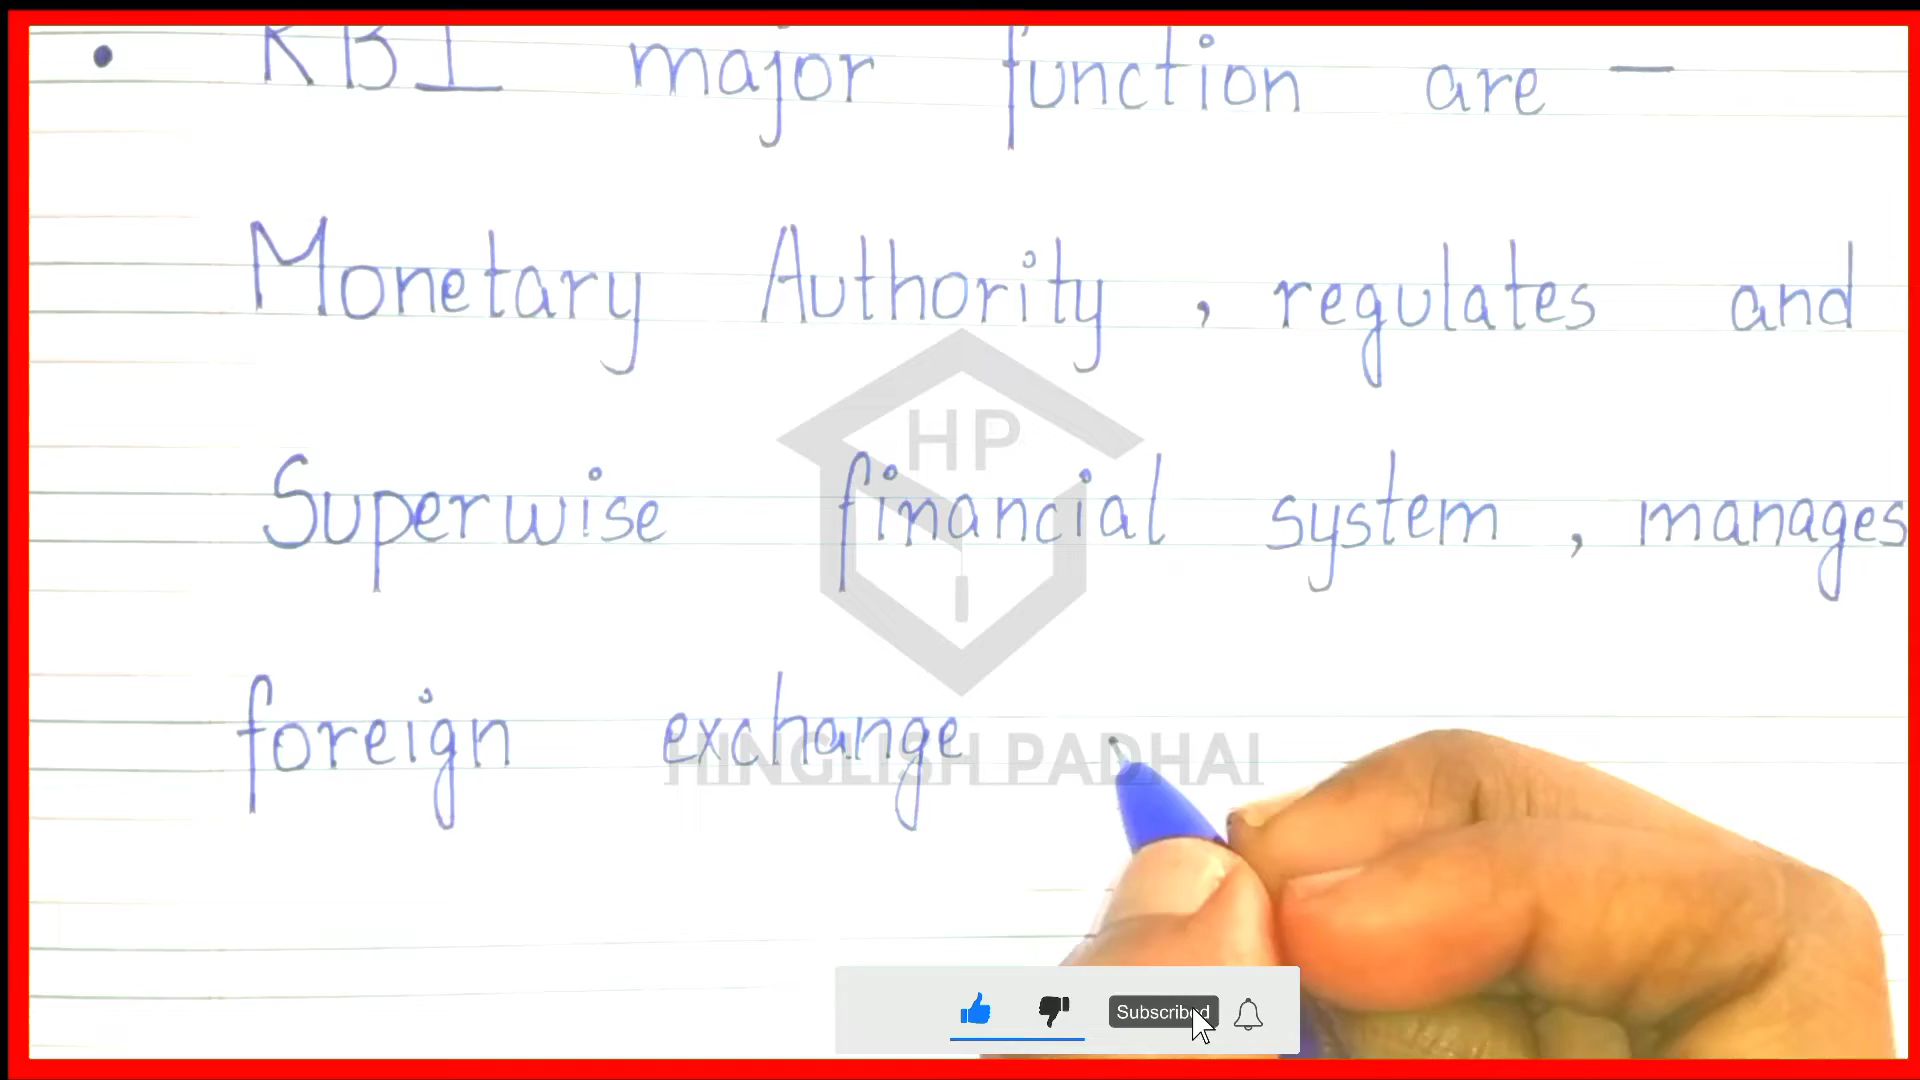 • RBI major function are —
Monetary Authority, regulates and
Superwise financial system, manages
foreign exchange
HP
HINGLISH PADHAI
Subscribed